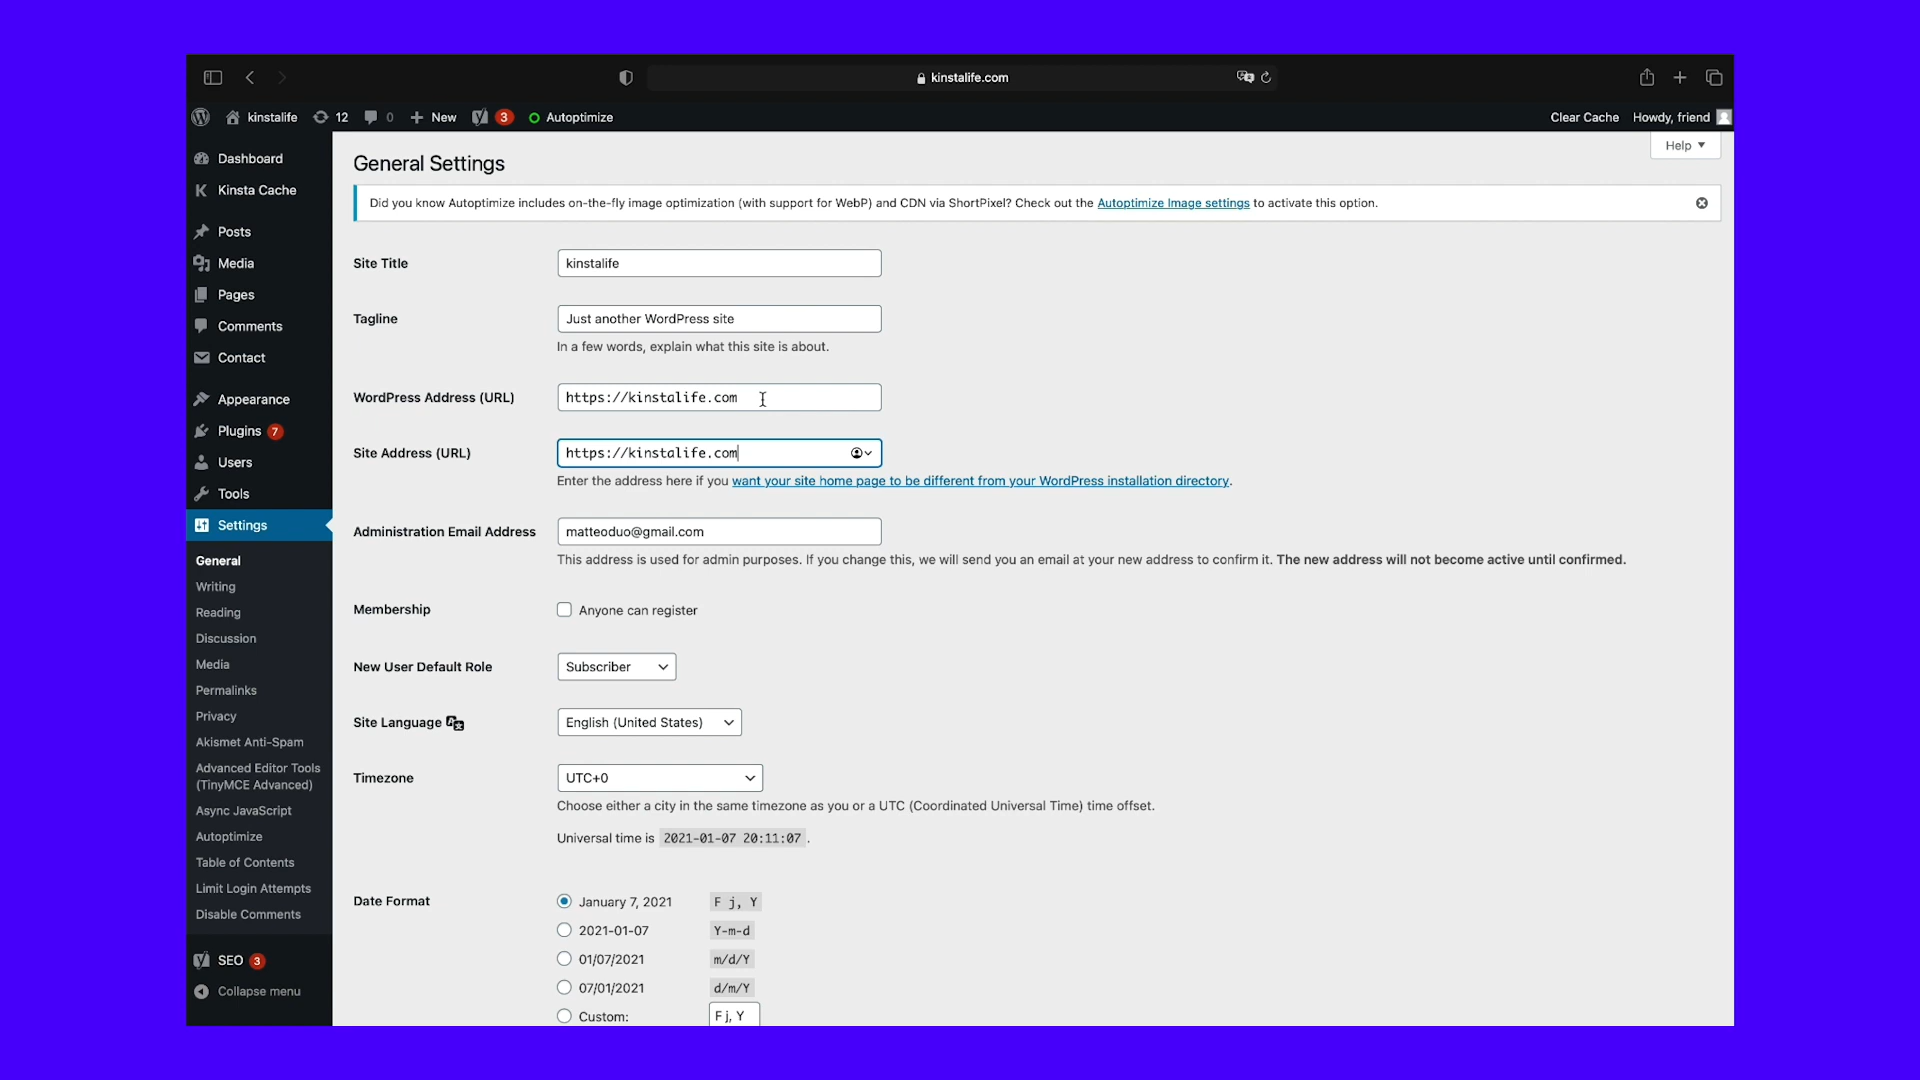 kinstalife.com
kinstalife 12 0 New 3 Autoptimize Clear Cache Howdy, friend
Help
Dashboard
Kinsta Cache
Posts
Media
Pages
Comments
Contact
Appearance
Plugins 7
Users
Tools
Settings
General
Writing
Reading
Discussion
Media
Permalinks
Privacy
Akismet Anti-Spam
Advanced Editor Tools
(TinyMCE Advanced)
Async JavaScript
Autoptimize
Table of Contents
Limit Login Attempts
Disable Comments
SEO 3
Collapse menu
General Settings
Did you know Autoptimize includes on-the-fly image optimization (with support for WebP) and CDN via ShortPixel? Check out the Autoptimize Image settings to activate this option.
Site Title kinstalife
Tagline Just another WordPress site
In a few words, explain what this site is about.
WordPress Address (URL) https://kinstalife.com
Site Address (URL) https://kinstalife.com
Enter the address here if you want your site home page to be different from your WordPress installation directory.
Administration Email Address matteoduo@gmail.com
This address is used for admin purposes. If you change this, we will send you an email at your new address to confirm it. The new address will not become active until confirmed.
Membership Anyone can register
New User Default Role Subscriber
Site Language English (United States)
Timezone UTC+0
Choose either a city in the same timezone as you or a UTC (Coordinated Universal Time) time offset.
Universal time is 2021-01-07 20:11:07 .
Date Format January 7, 2021 F j, Y
2021-01-07 Y-m-d
01/07/2021 m/d/Y
07/01/2021 d/m/Y
Custom: F j, Y